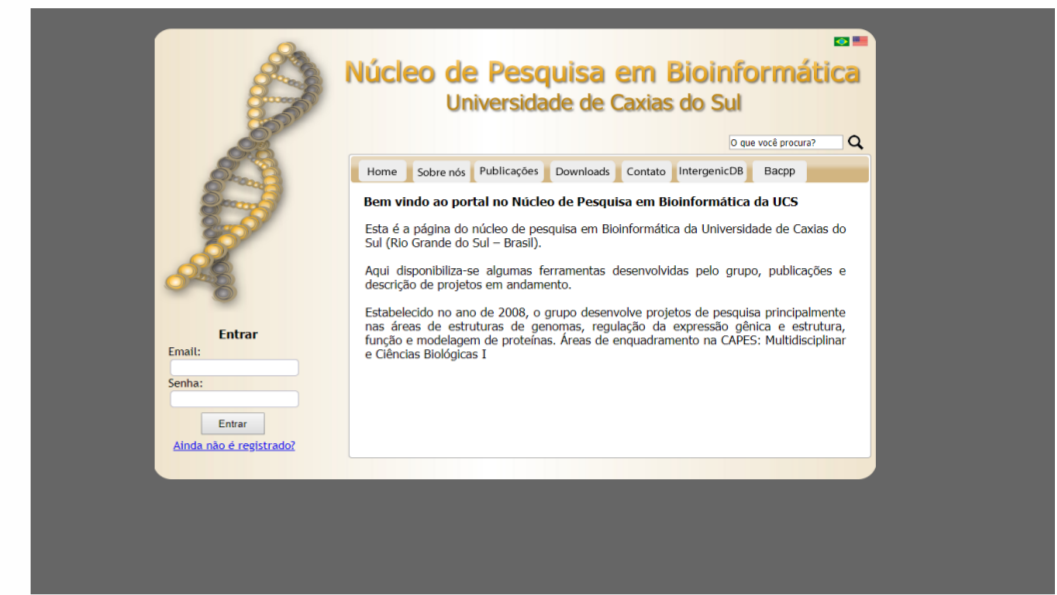 Núcleo de Pesquisa em Bioinformática
Universidade de Caxias do Sul
O que você procura?
Home Sobre nós Publicações Downloads Contato IntergenicDB Bacpp
Bem vindo ao portal no Núcleo de Pesquisa em Bioinformática da UCS
Esta é a página do núcleo de pesquisa em Bioinformática da Universidade de Caxias do
Sul (Rio Grande do Sul – Brasil).
Aqui disponibiliza-se algumas ferramentas desenvolvidas pelo grupo, publicações e
descrição de projetos em andamento.
Estabelecido no ano de 2008, o grupo desenvolve projetos de pesquisa principalmente
nas áreas de estruturas de genomas, regulação da expressão gênica e estrutura,
função e modelagem de proteínas. Áreas de enquadramento na CAPES: Multidisciplinar
e Ciências Biológicas I
Entrar
Email:
Senha:
Entrar
Ainda não é registrado?